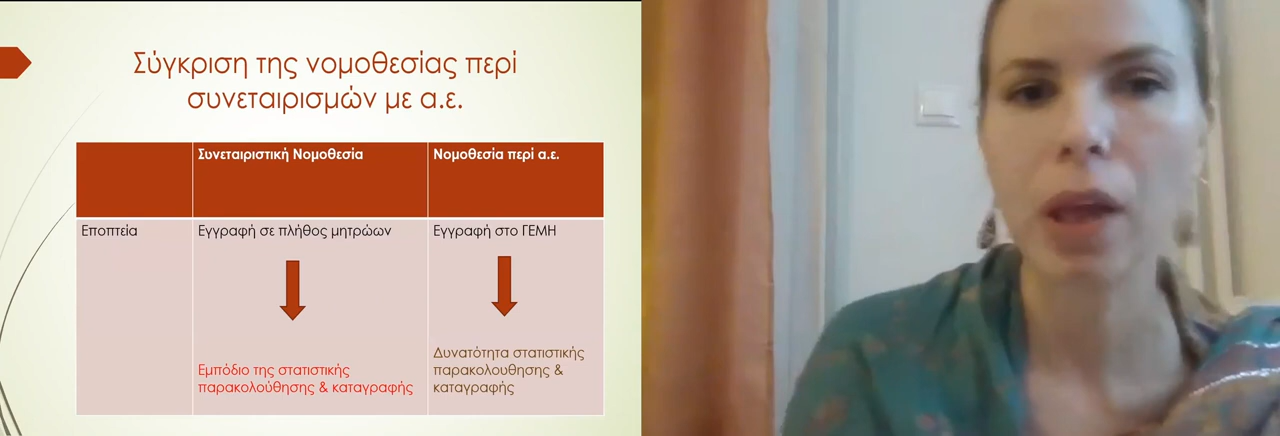 Σύγκριση της νομοθεσίας περί
συνεταιρισμών με α.ε.
Συνεταιριστική Νομοθεσία
Νομοθεσία περί α.ε.
Εποπτεία
Εγγραφή σε πλήθος μητρώων
Εγγραφή στο ΓΕΜΗ
Εμπόδιο της στατιστικής
παρακολούθησης & καταγραφής
Δυνατότητα στατιστικής
παρακολουθησης &
καταγραφής